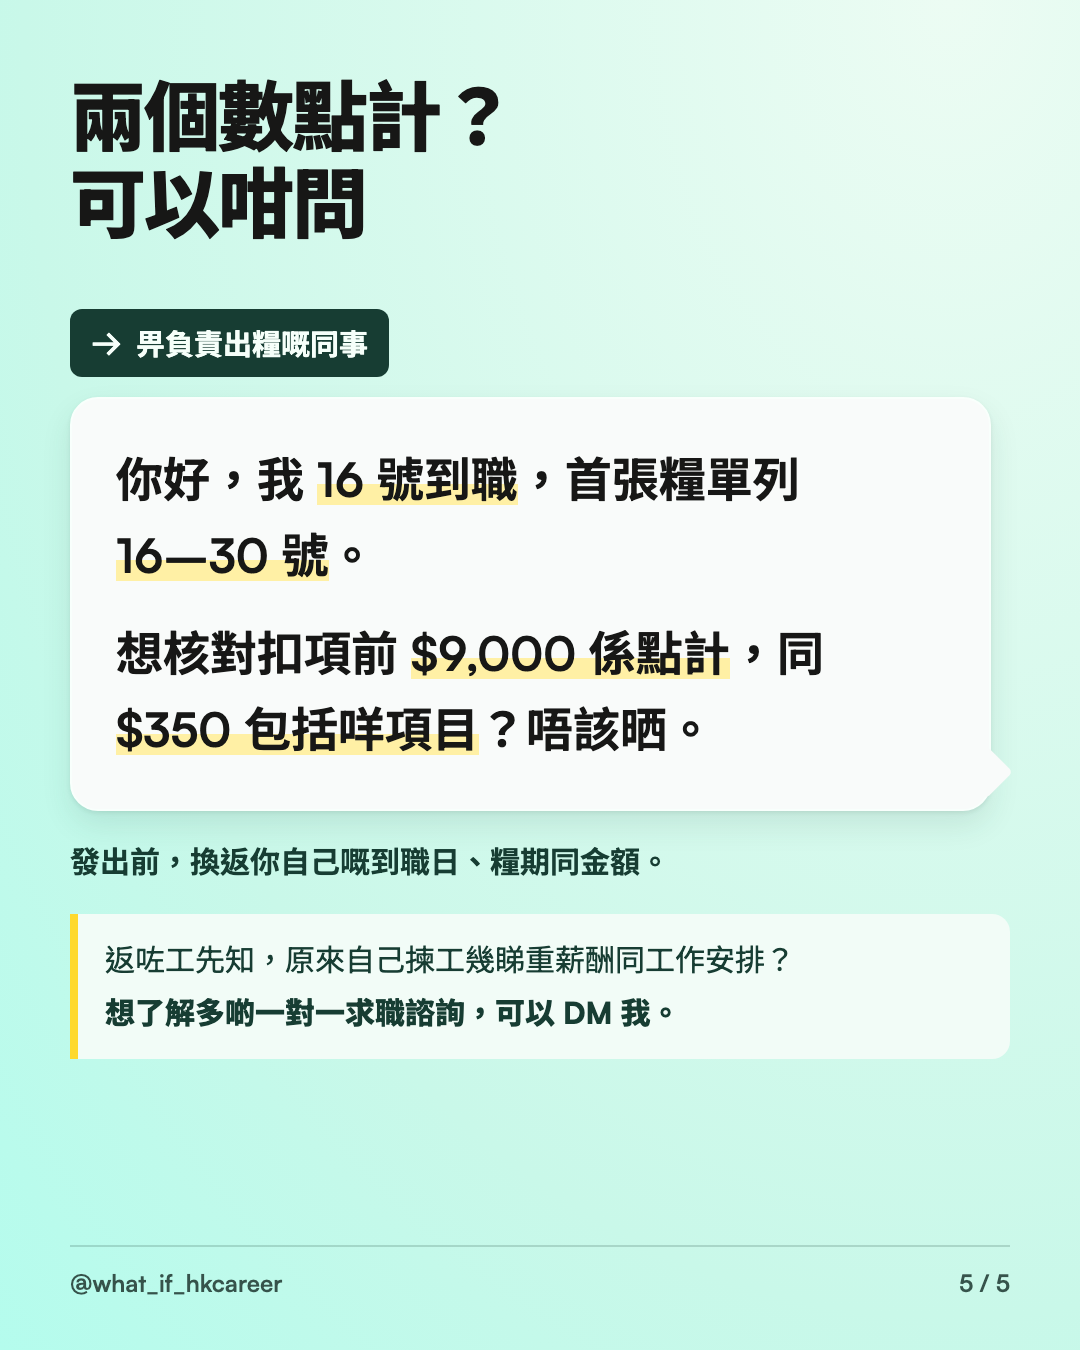 兩個數點計？
可以咁問
→ 畀負責出糧嘅同事
你好，我 16 號到職，首張糧單列
16—30 號。
想核對扣項前 $9,000 係點計，同
$350 包括咩項目？唔該晒。
發出前，換返你自己嘅到職日、糧期同金額。
返咗工先知，原來自己揀工幾睇重薪酬同工作安排？
想了解多啲一對一求職諮詢，可以 DM 我。
@what_if_hkcareer
5 / 5